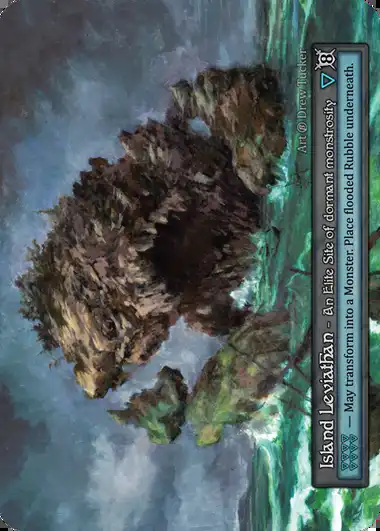 Art © Drew Tucker
Island Leviathan – An Elite Site of dormant monstrosity
8
— May transform into a Monster. Place flooded Rubble underneath.